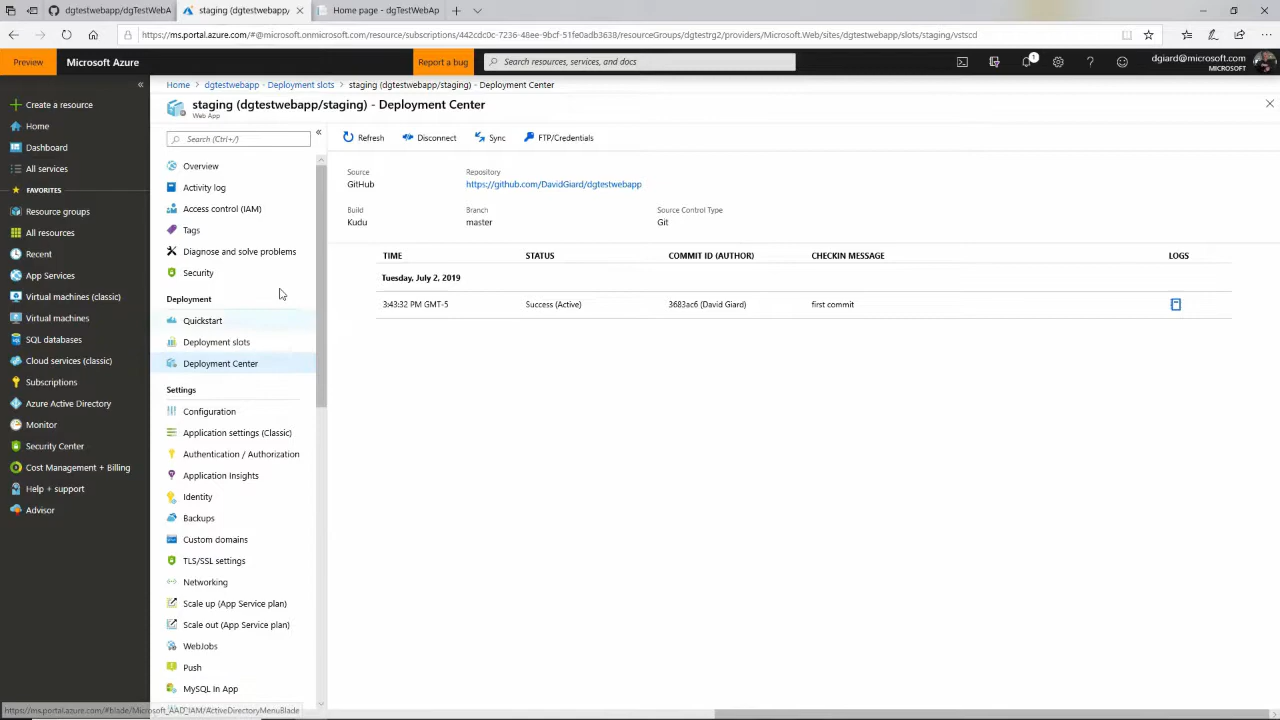 dgtestwebapp/dgTestWebA
staging (dgtestwebapp/
Home page - dgTestWebAp
https://ms.portal.azure.com/#@microsoft.onmicrosoft.com/resource/subscriptions/442cdc0c-7236-48ee-9bcf-51fe0adb3638/resourceGroups/dgtestrg2/providers/Microsoft.Web/sites/dgtestwebapp/slots/staging/vstscd
Preview
Microsoft Azure
Report a bug
Search resources, services, and docs
1
dgiard@microsoft.com
MICROSOFT
Home
dgtestwebapp - Deployment slots
staging (dgtestwebapp/staging) - Deployment Center
staging (dgtestwebapp/staging) - Deployment Center
Web App
Create a resource
Home
Dashboard
All services
FAVORITES
Resource groups
All resources
Recent
App Services
Virtual machines (classic)
Virtual machines
SQL databases
Cloud services (classic)
Subscriptions
Azure Active Directory
Monitor
Security Center
Cost Management + Billing
Help + support
Advisor
Search (Ctrl+/)
Overview
Activity log
Access control (IAM)
Tags
Diagnose and solve problems
Security
Deployment
Quickstart
Deployment slots
Deployment Center
Settings
Configuration
Application settings (Classic)
Authentication / Authorization
Application Insights
Identity
Backups
Custom domains
TLS/SSL settings
Networking
Scale up (App Service plan)
Scale out (App Service plan)
WebJobs
Push
MySQL In App
Refresh
Disconnect
Sync
FTP/Credentials
Source
GitHub
Repository
https://github.com/DavidGiard/dgtestwebapp
Build
Kudu
Branch
master
Source Control Type
Git
TIME STATUS COMMIT ID (AUTHOR) CHECKIN MESSAGE LOGS
Tuesday, July 2, 2019
3:43:32 PM GMT-5 Success (Active) 3683ac6 (David Giard) first commit
https://ms.portal.azure.com/#blade/Microsoft_AAD_IAM/ActiveDirectoryMenuBlade